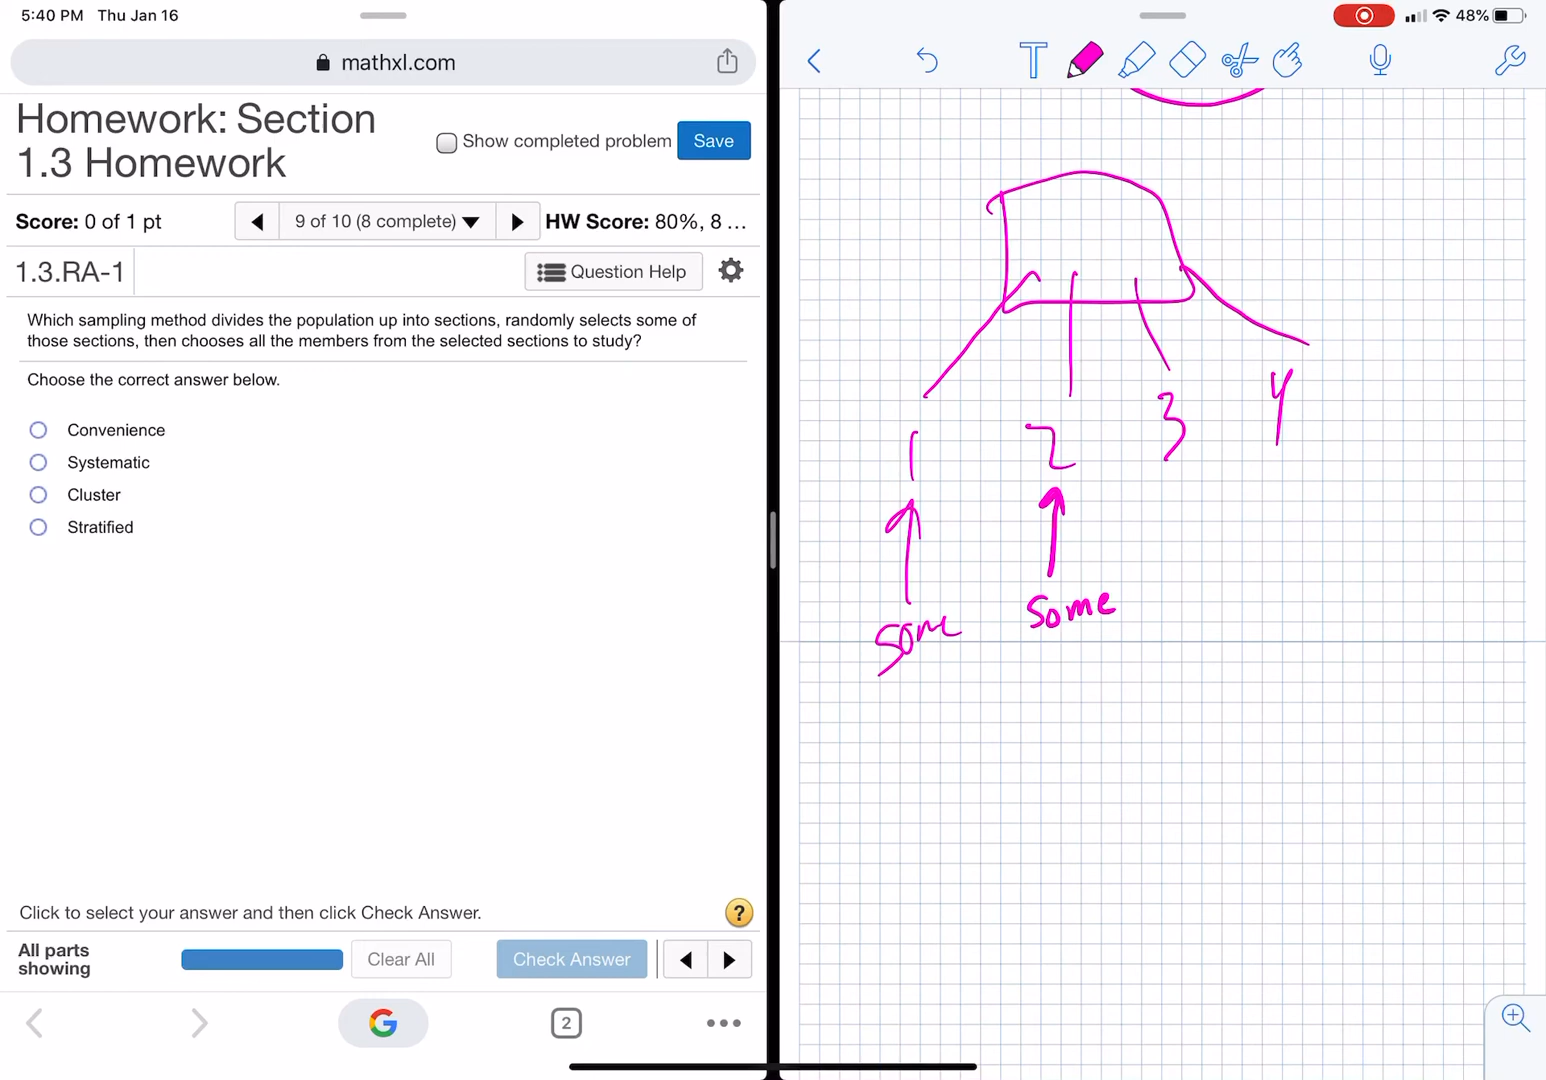 5:40 PM Thu Jan 16
mathxl.com
Homework: Section
1.3 Homework
Show completed problem
Save
Score: 0 of 1 pt
9 of 10 (8 complete)
HW Score: 80%, 8 ...
1.3.RA-1
Question Help
Which sampling method divides the population up into sections, randomly selects some of
those sections, then chooses all the members from the selected sections to study?
Choose the correct answer below.
Convenience
Systematic
Cluster
Stratified
Click to select your answer and then click Check Answer.
?
All parts
showing
Clear All
Check Answer
G
2
48%
T
1 2 3 4
some some